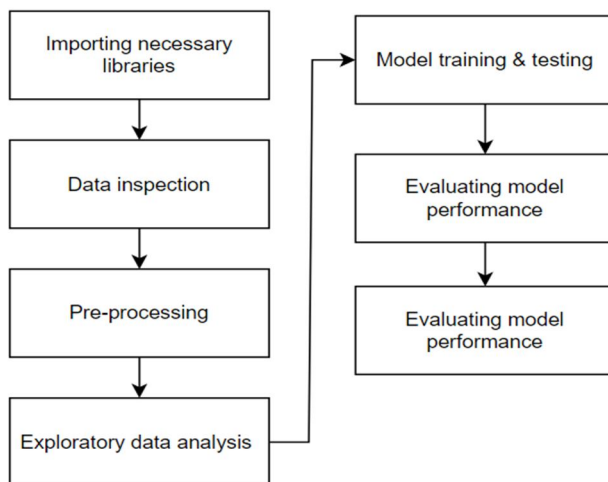 Importing necessary
libraries
Data inspection
Pre-processing
Exploratory data analysis
Model training & testing
Evaluating model
performance
Evaluating model
performance